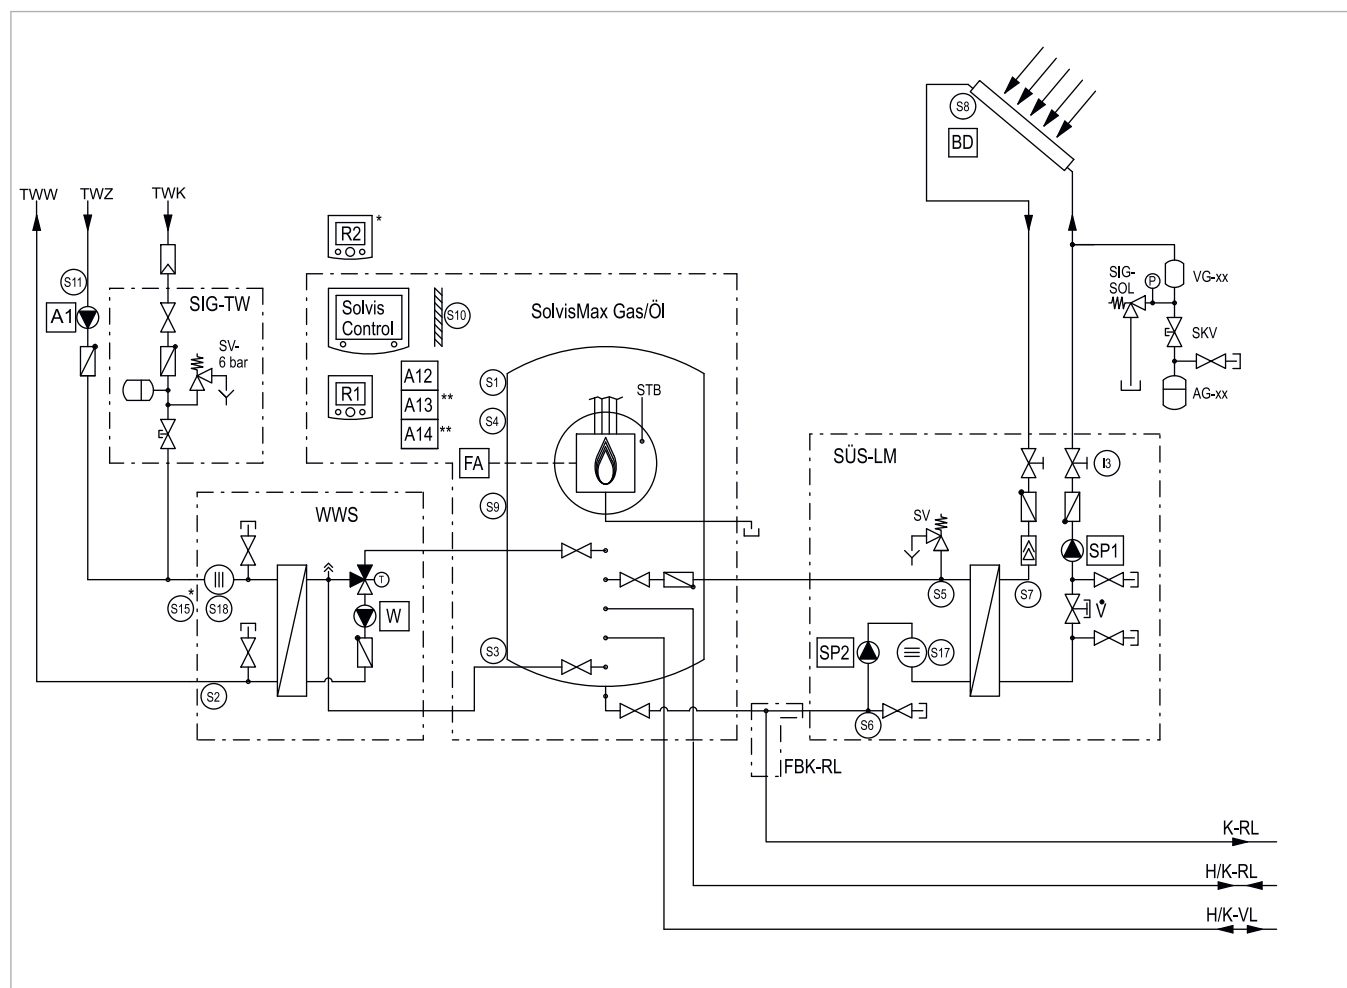 S8
BD
TWW
TWZ
TWK
R2
*
S11
SIG-TW
Solvis
Control
S10
SolvisMax Gas/Öl
SIG-
SOL
P
VG-xx
A1
SV-
6 bar
SKV
S1
A12
R1
A13
**
STB
AG-xx
S4
A14
**
FA
SÜS-LM
I3
S9
WWS
SV
SP1
T
*
S15
S18
S5
S7
W
V̇
S3
SP2
S17
S2
S6
FBK-RL
K-RL
H/K-RL
H/K-VL